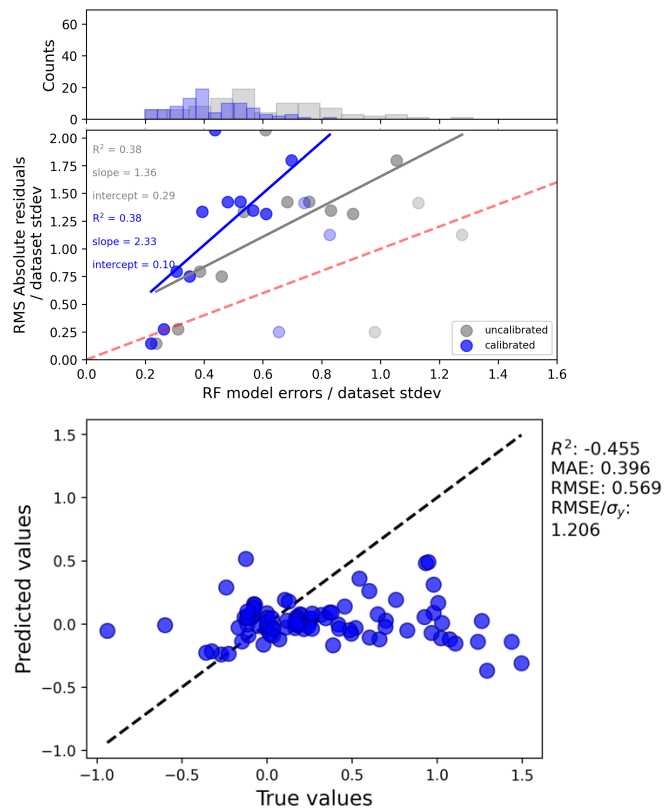 60
40
20
0
Counts
2.00
1.75
1.50
1.25
1.00
0.75
0.50
0.25
0.00
RMS Absolute residuals
/ dataset stdev
R² = 0.38
slope = 1.36
intercept = 0.29
R² = 0.38
slope = 2.33
intercept = 0.10
uncalibrated
calibrated
0.0 0.2 0.4 0.6 0.8 1.0 1.2 1.4 1.6
RF model errors / dataset stdev
1.5
1.0
0.5
0.0
−0.5
−1.0
Predicted values
R²: -0.455
MAE: 0.396
RMSE: 0.569
RMSE/σy:
1.206
−1.0 −0.5 0.0 0.5 1.0 1.5
True values